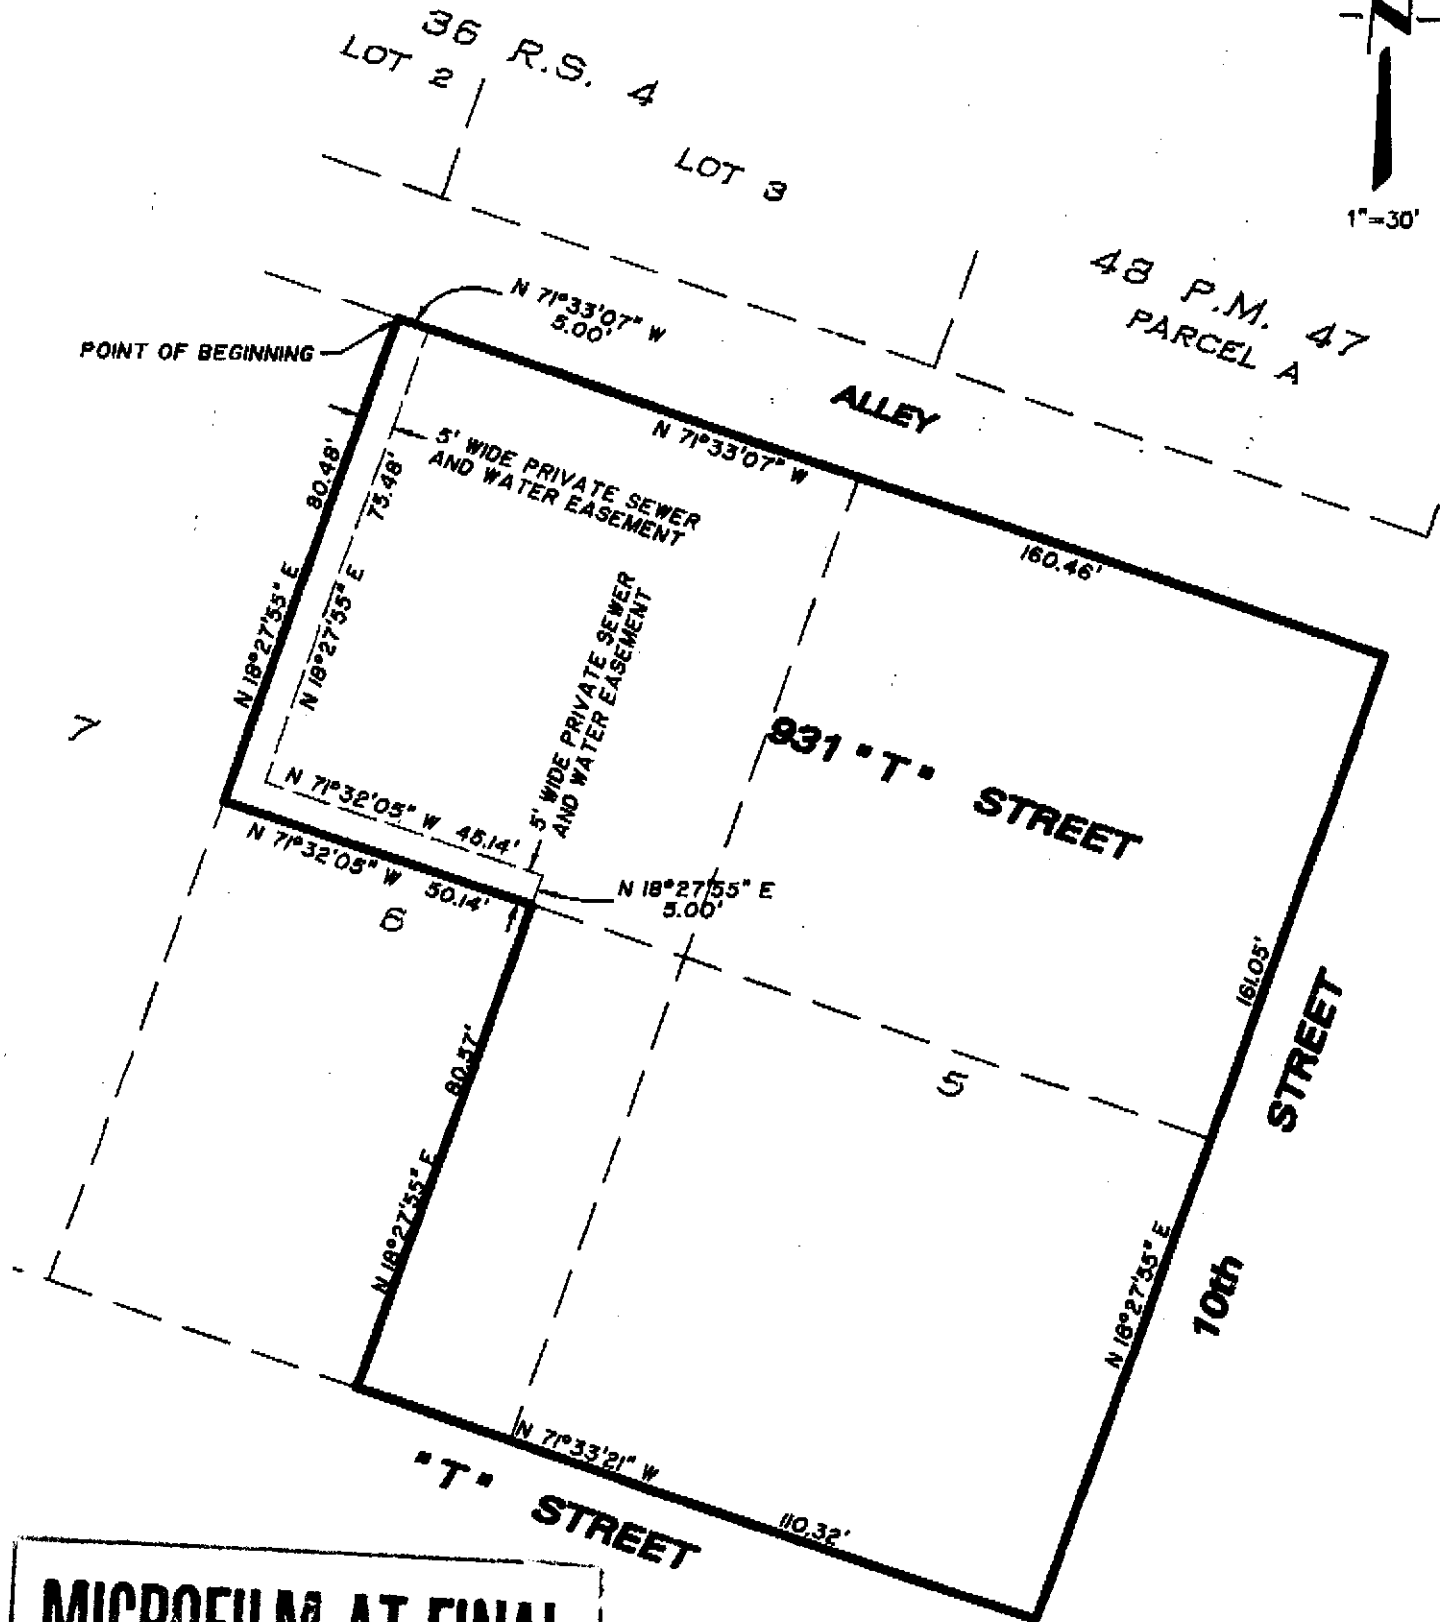 36 R.S. 4
LOT 2
LOT 3
1"=30'
48 P.M. 47
PARCEL A
N 71°33'07" W
5.00'
POINT OF BEGINNING
ALLEY
N 71°33'07" W
160.46'
5' WIDE PRIVATE SEWER
AND WATER EASEMENT
80.48'
75.48'
N 18°27'55" E
N 18°27'55" E
5' WIDE PRIVATE SEWER
AND WATER EASEMENT
7
931 "T" STREET
N 71°32'05" W 45.14'
N 71°32'05" W 50.14'
N 18°27'55" E
5.00'
6
161.05'
STREET
80.57'
5
N 18°27'55" E
N 18°27'55" E
10th
N 71°33'21" W
110.32'
"T" STREET
MICROFILM AT FINAL